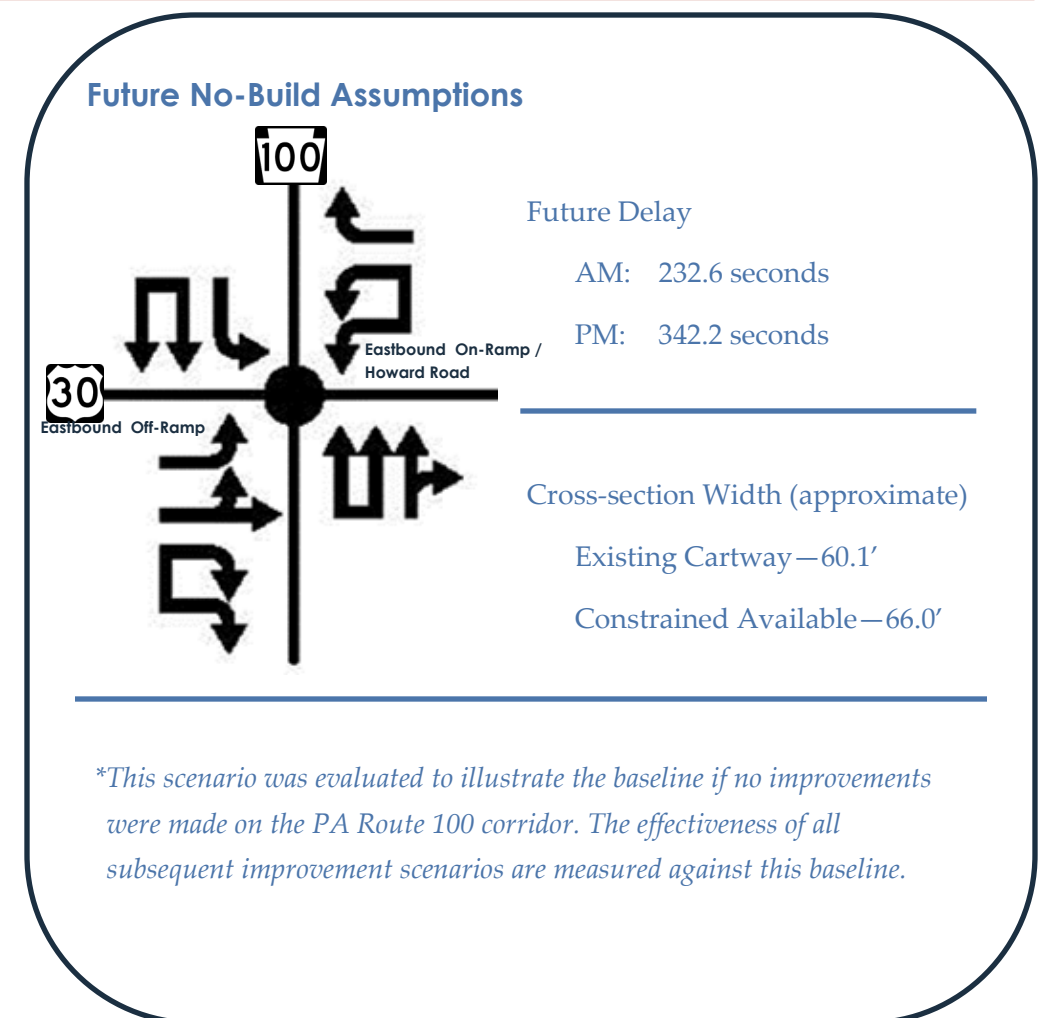 Future No-Build Assumptions
100
Future Delay
AM: 232.6 seconds
PM: 342.2 seconds
Eastbound On-Ramp /
Howard Road
30
Eastbound Off-Ramp
Cross-section Width (approximate)
Existing Cartway—60.1’
Constrained Available—66.0’
*This scenario was evaluated to illustrate the baseline if no improvements
were made on the PA Route 100 corridor. The effectiveness of all
subsequent improvement scenarios are measured against this baseline.